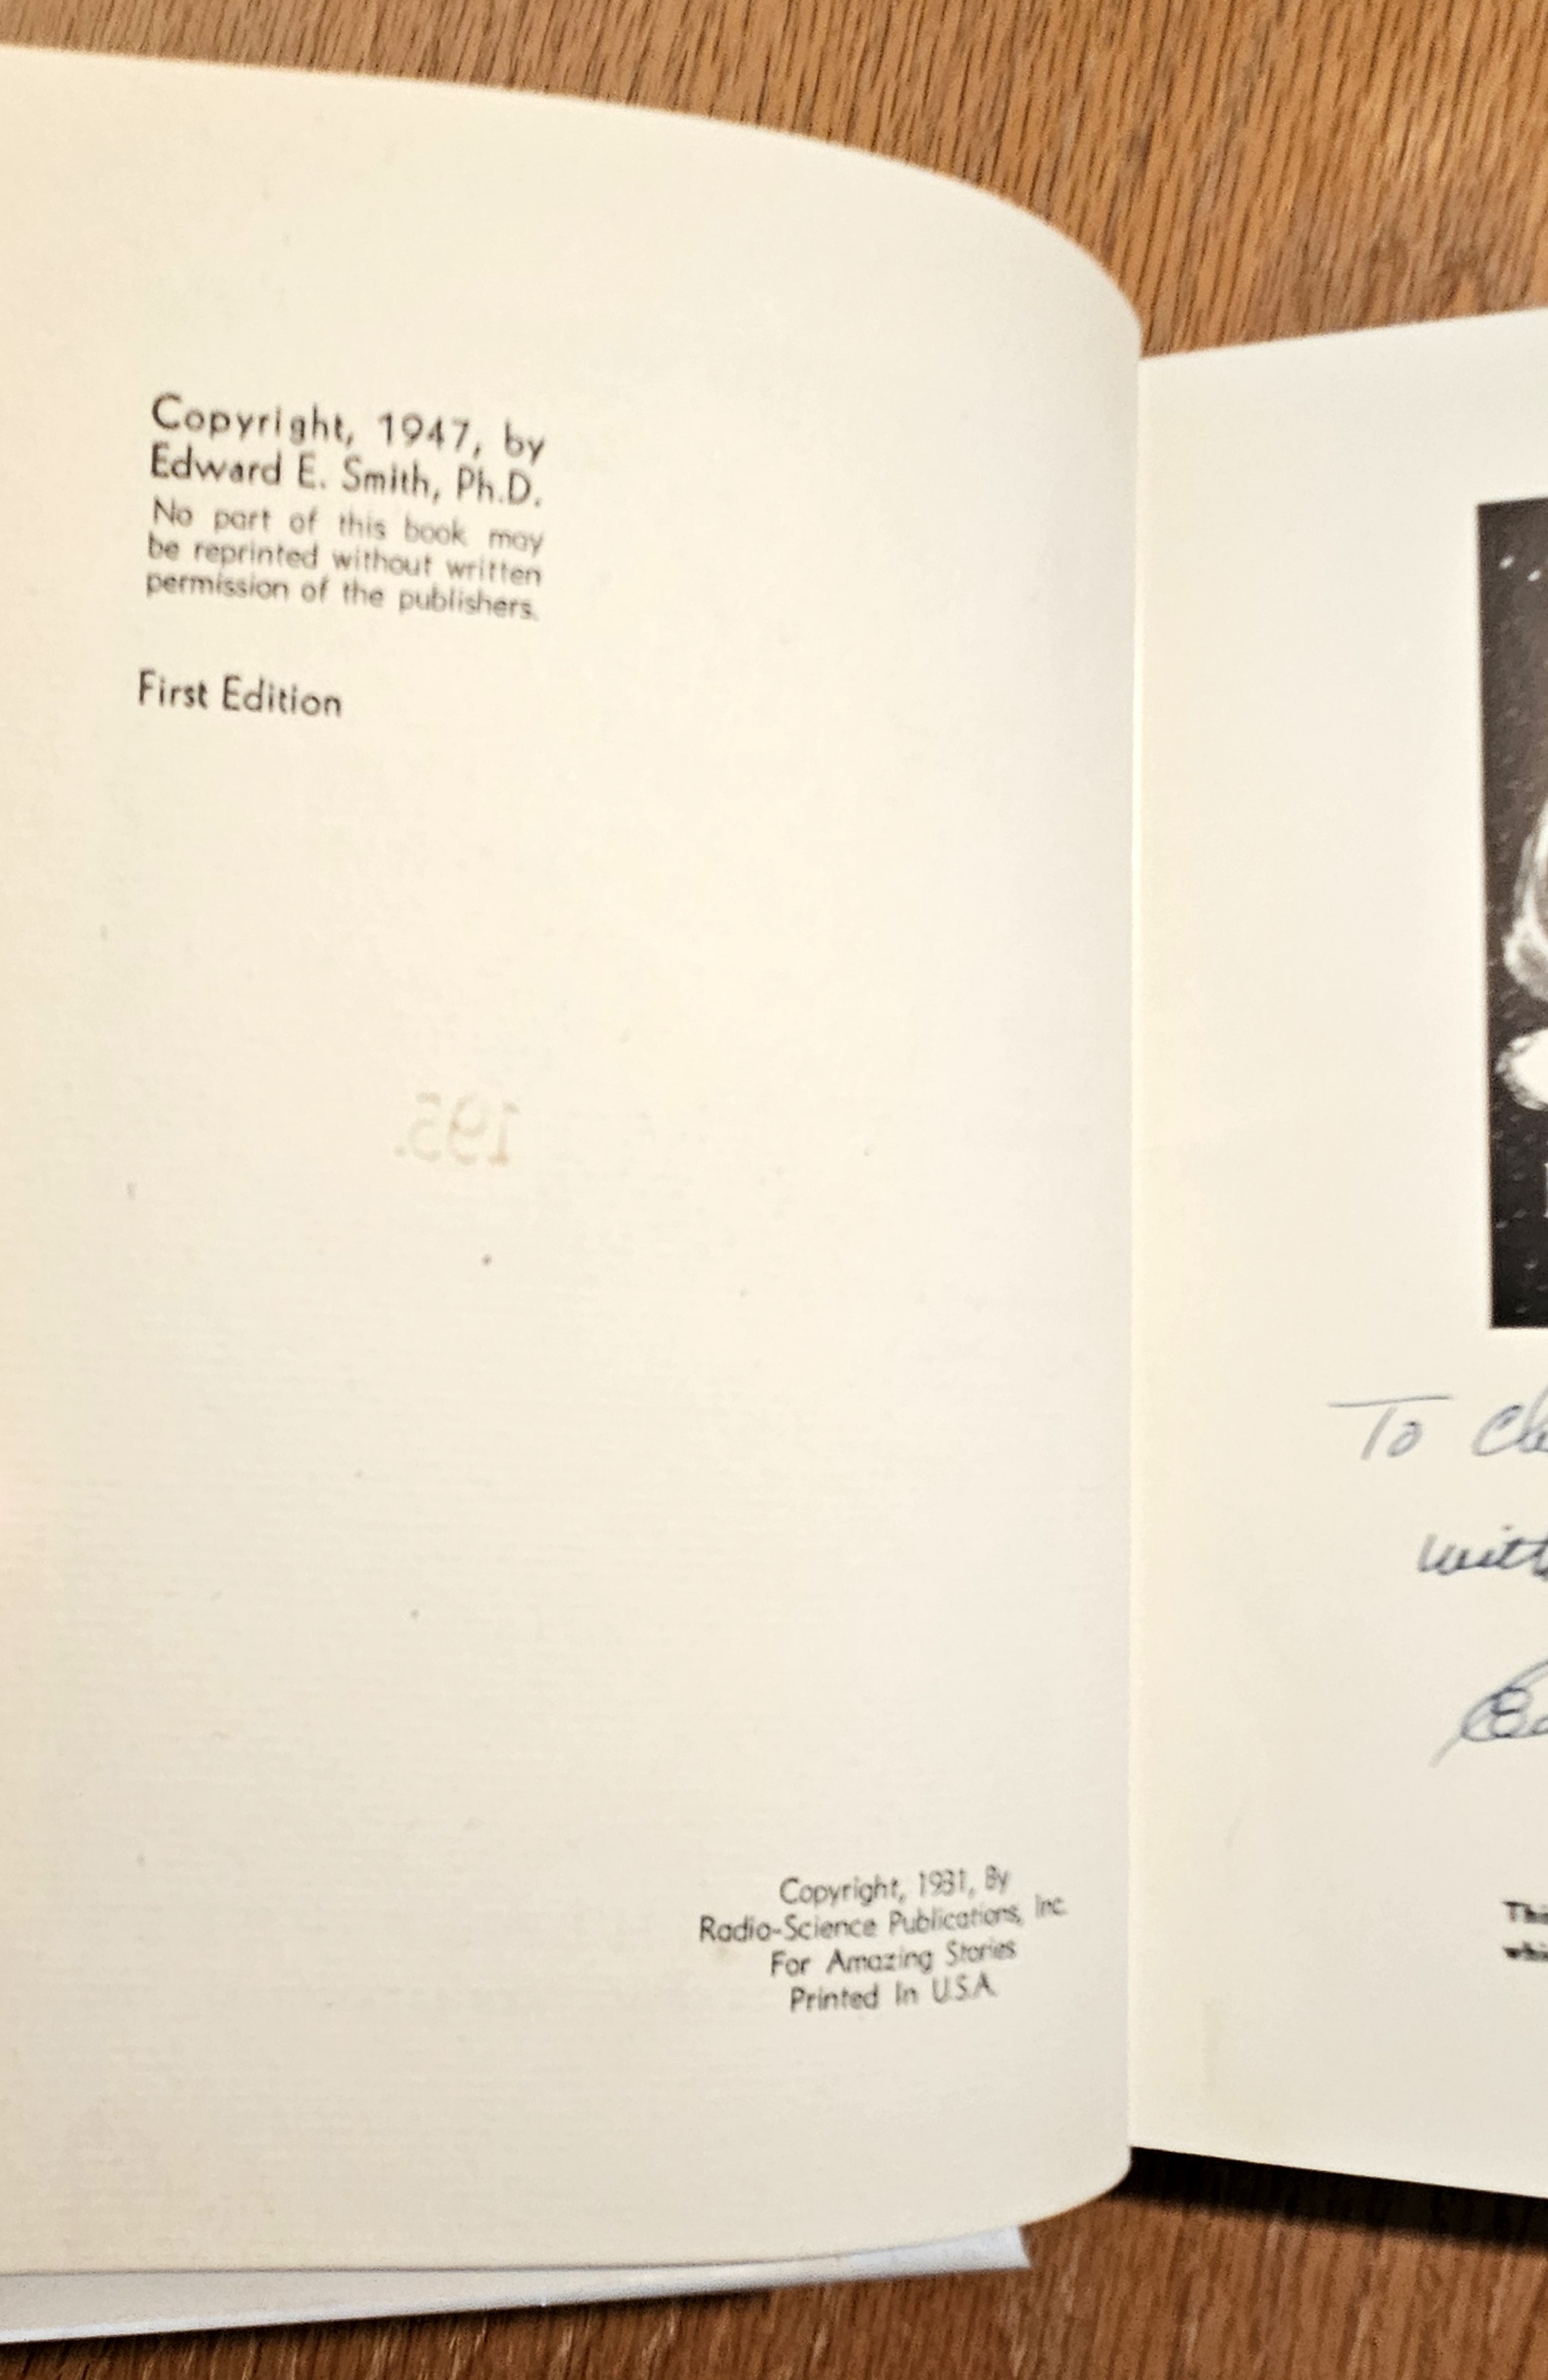 Copyright, 1947, by
Edward E. Smith, Ph.D.
No part of this book may
be reprinted without written
permission of the publishers.
First Edition
195.
Copyright, 1931, By
Radio-Science Publications, Inc.
For Amazing Stories
Printed In U.S.A.
To